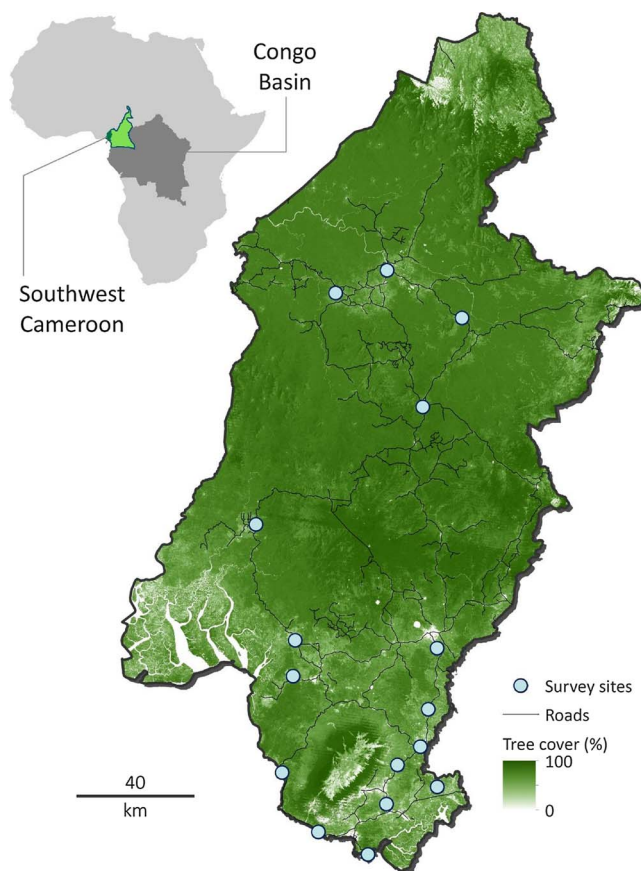 Congo
Basin
Southwest
Cameroon
Survey sites
Roads
Tree cover (%)
100
0
40
km